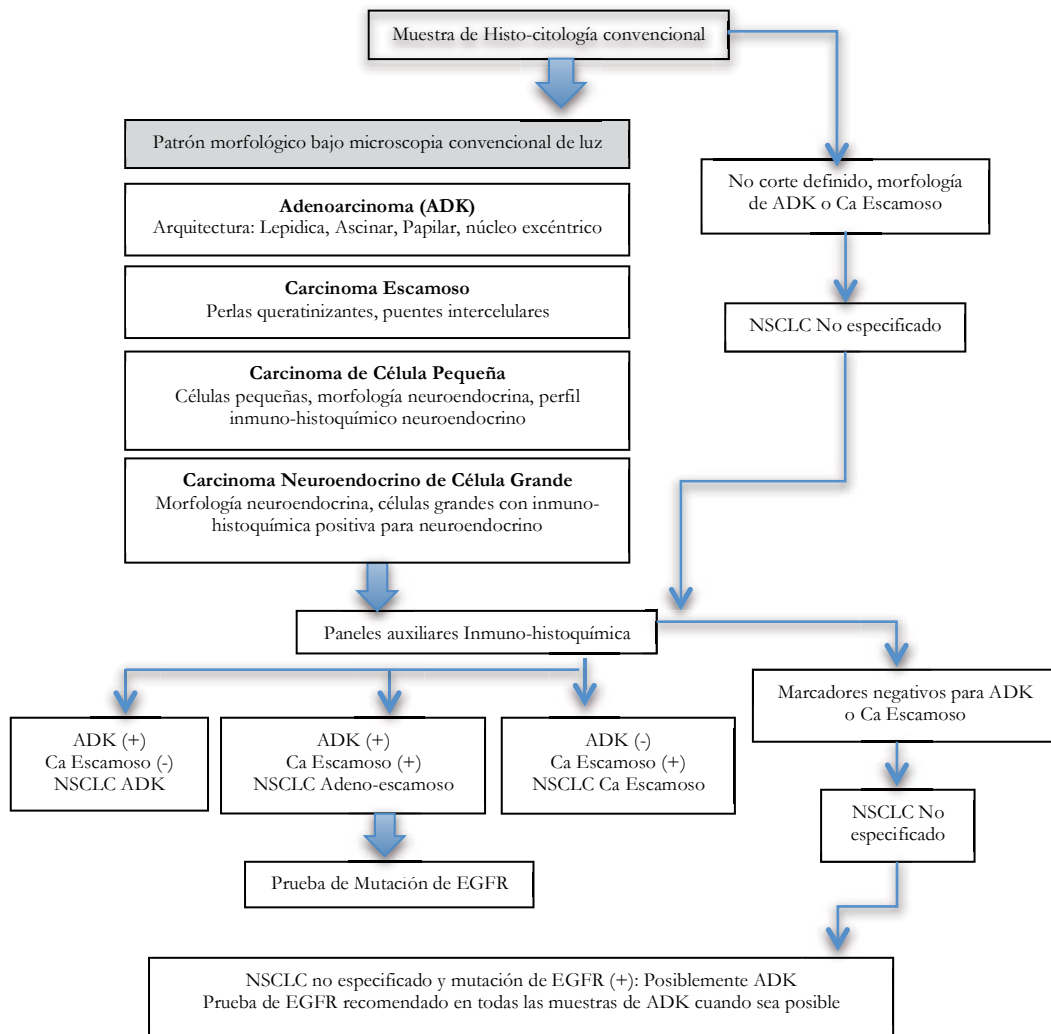 Muestra de Histo-citología convencional
Patrón morfológico bajo microscopia convencional de luz
Adenoarcinoma (ADK)
Arquitectura: Lepidica, Ascinar, Papilar, núcleo excéntrico
Carcinoma Escamoso
Perlas queratinizantes, puentes intercelulares
Carcinoma de Célula Pequeña
Células pequeñas, morfología neuroendocrina, perfil
inmuno-histoquímico neuroendocrino
Carcinoma Neuroendocrino de Célula Grande
Morfología neuroendocrina, células grandes con inmuno-
histoquímica positiva para neuroendocrino
No corte definido, morfología
de ADK o Ca Escamoso
NSCLC No especificado
Paneles auxiliares Inmuno-histoquímica
ADK (+)
Ca Escamoso (-)
NSCLC ADK
ADK (+)
Ca Escamoso (+)
NSCLC Adeno-escamoso
ADK (-)
Ca Escamoso (+)
NSCLC Ca Escamoso
Marcadores negativos para ADK
o Ca Escamoso
NSCLC No
especificado
Prueba de Mutación de EGFR
NSCLC no especificado y mutación de EGFR (+): Posiblemente ADK
Prueba de EGFR recomendado en todas las muestras de ADK cuando sea posible